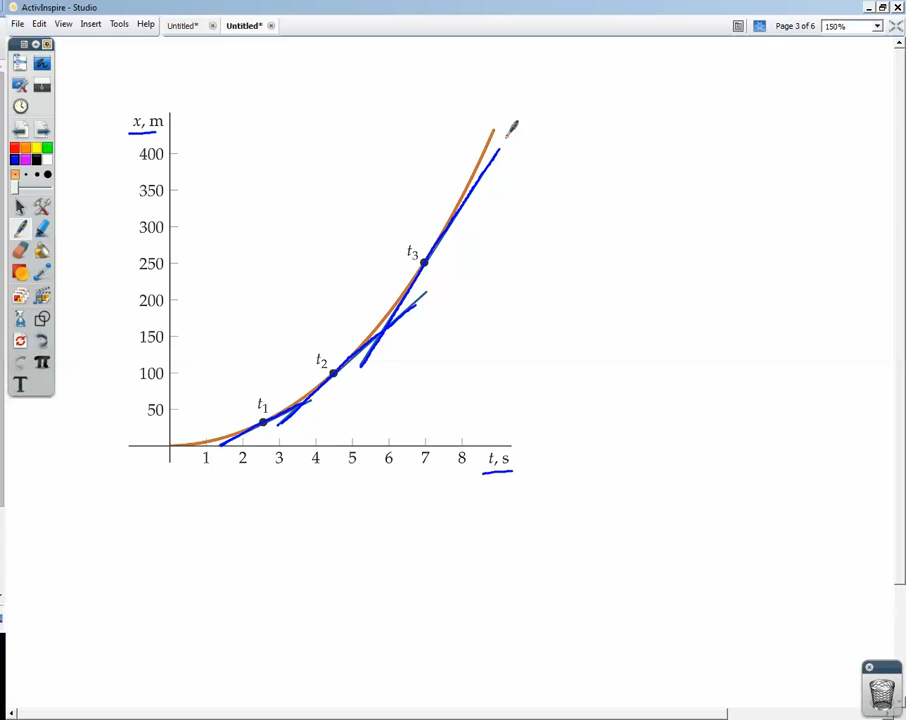 ActivInspire - Studio
File Edit View Insert Tools Help Untitled* Untitled* Page 3 of 6 150%
x, m
400
350
300
250
200
150
100
50
t3
t2
t1
1 2 3 4 5 6 7 8 t, s
T